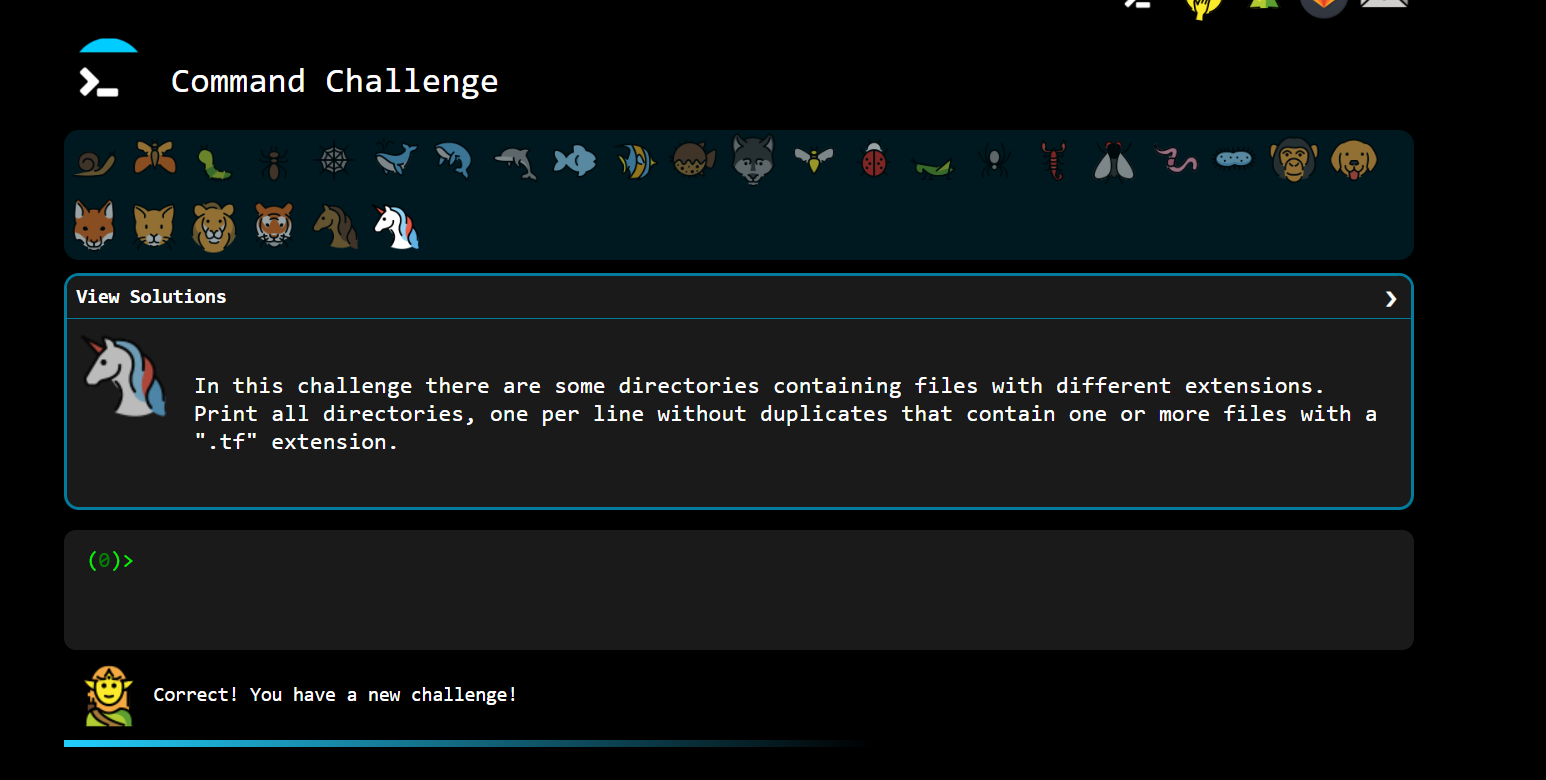 Command Challenge
View Solutions
In this challenge there are some directories containing files with different extensions.
Print all directories, one per line without duplicates that contain one or more files with a
".tf" extension.
(0)>
Correct! You have a new challenge!